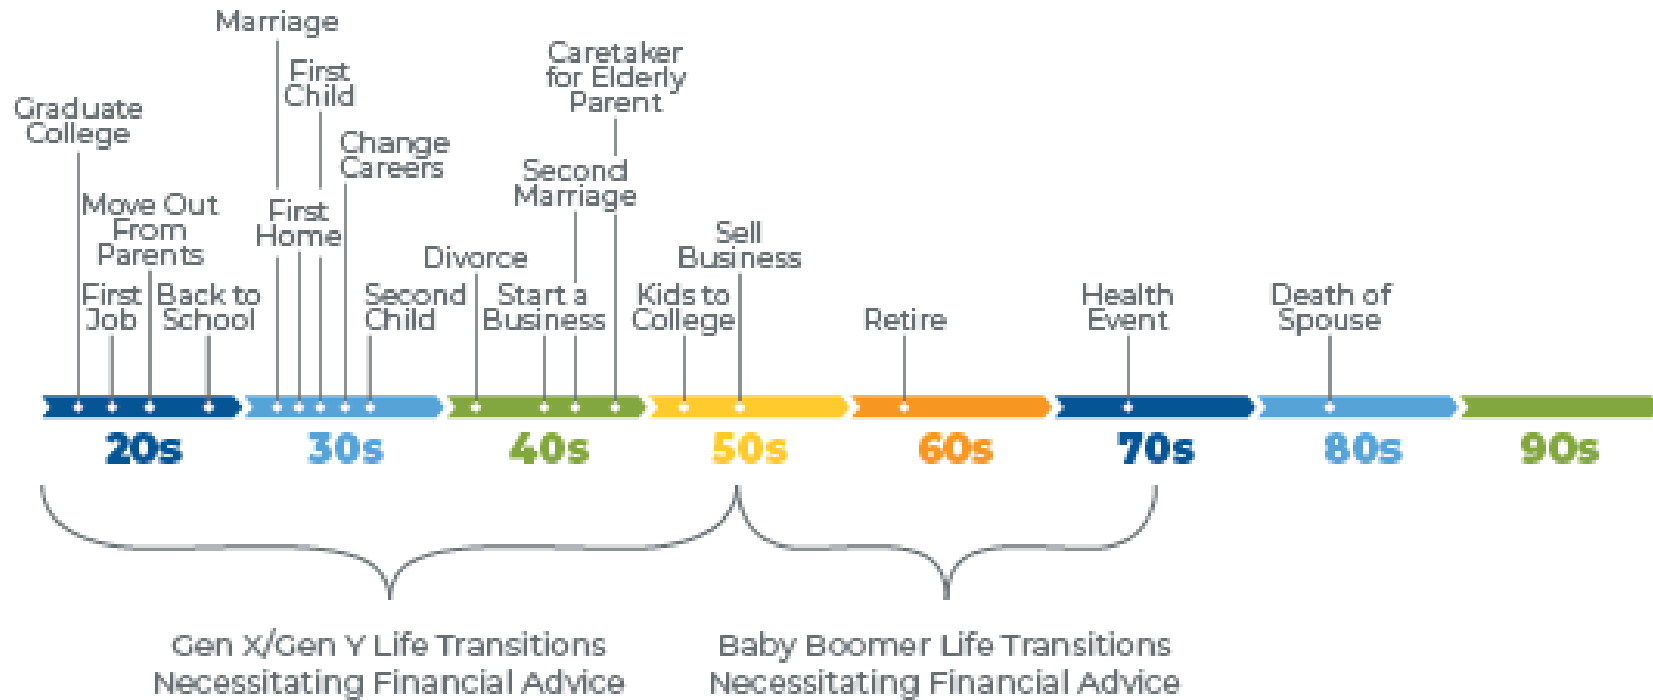 Marriage
First
Child
Caretaker
for Elderly
Parent
Graduate
College
Change
Careers
Second
Marriage
Move Out
From
Parents
First
Home
Divorce
Sell
Business
First
Job
Back to
School
Second
Child
Start a
Business
Kids to
College
Retire
Health
Event
Death of
Spouse
20s
30s
40s
50s
60s
70s
80s
90s
Gen X/Gen Y Life Transitions
Necessitating Financial Advice
Baby Boomer Life Transitions
Necessitating Financial Advice